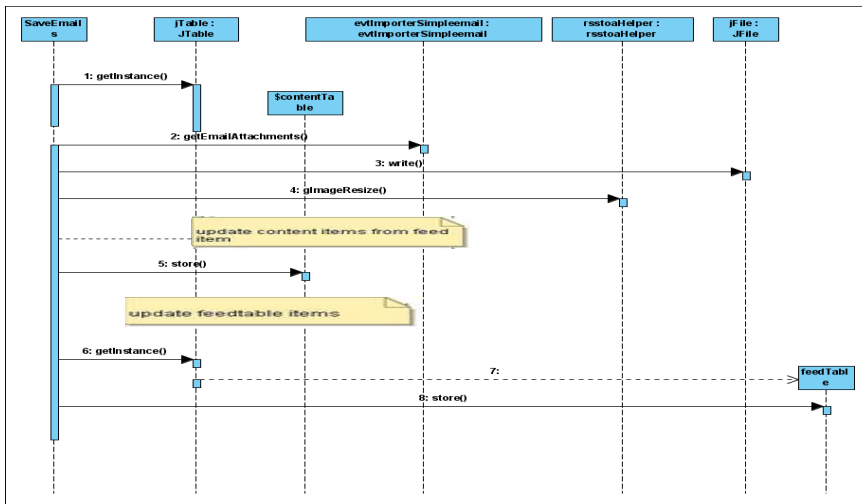 SaveEmail
s
jTable :
JTable
evtImporterSimpleemail :
evtImporterSimpleemail
rsstoaHelper :
rsstoaHelper
jFile :
JFile
1: getInstance()
$contentTa
ble
2: getEmailAttachments()
3: write()
4: gImageResize()
update content items from feed
item
5: store()
update feedtable items
6: getInstance()
7:
feedTabl
e
8: store()